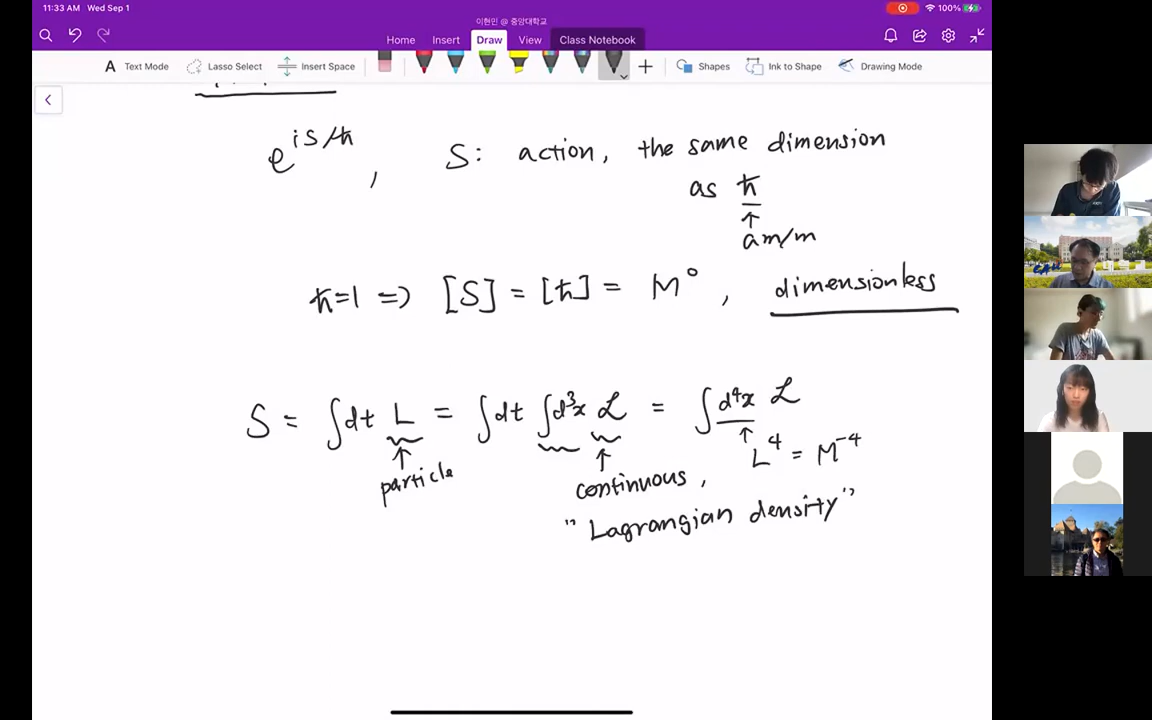 11:33 AM Wed Sep 1
100%
이현민 @ 중앙대학교
Home Insert Draw View Class Notebook
Text Mode Lasso Select Insert Space Shapes Ink to Shape Drawing Mode
e^{iS/ħ}, S: action, the same dimension
as ħ
↑
am/m
ħ=1 => [S] = [ħ] = M⁰, dimensionless
S = ∫dt L = ∫dt ∫d³x ℒ = ∫d⁴x ℒ
↑ ↑ ↑
particle continuous, L⁴ = M⁻⁴
"Lagrangian density"